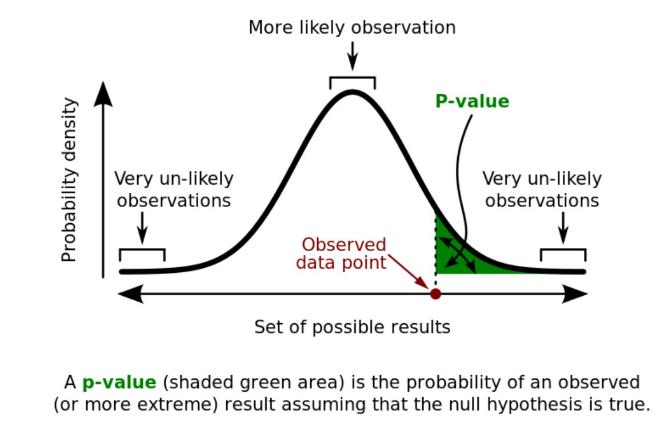 More likely observation
P-value
Very un-likely
observations
Very un-likely
observations
Probability density
Observed
data point
Set of possible results
A p-value (shaded green area) is the probability of an observed
(or more extreme) result assuming that the null hypothesis is true.